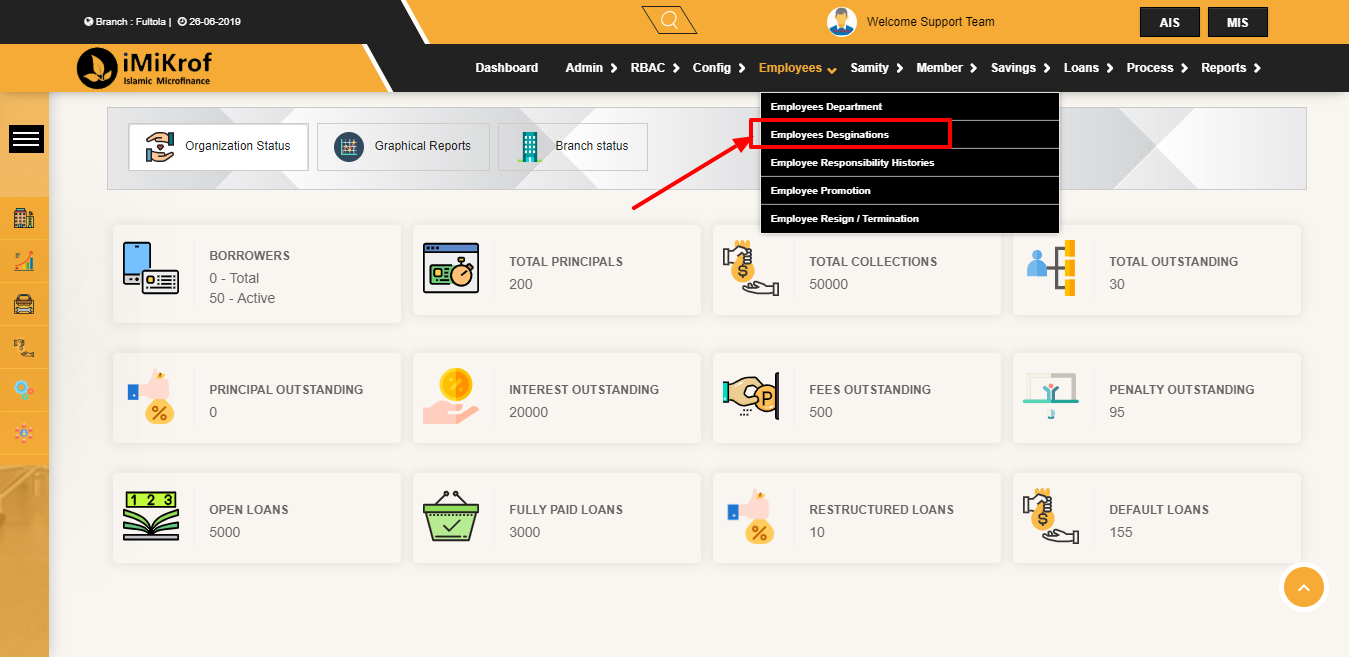 Branch : Fultola | 26-06-2019
Welcome Support Team
AIS
MIS
iMiKrof
Islamic Microfinance
Dashboard Admin RBAC Config Employees Samity Member Savings Loans Process Reports
Employees Department
Employees Desginations
Employee Responsibility Histories
Employee Promotion
Employee Resign / Termination
Organization Status
Graphical Reports
Branch status
BORROWERS
0 - Total
50 - Active
TOTAL PRINCIPALS
200
TOTAL COLLECTIONS
50000
TOTAL OUTSTANDING
30
PRINCIPAL OUTSTANDING
0
INTEREST OUTSTANDING
20000
FEES OUTSTANDING
500
PENALTY OUTSTANDING
95
1 2 3
OPEN LOANS
5000
FULLY PAID LOANS
3000
RESTRUCTURED LOANS
10
DEFAULT LOANS
155